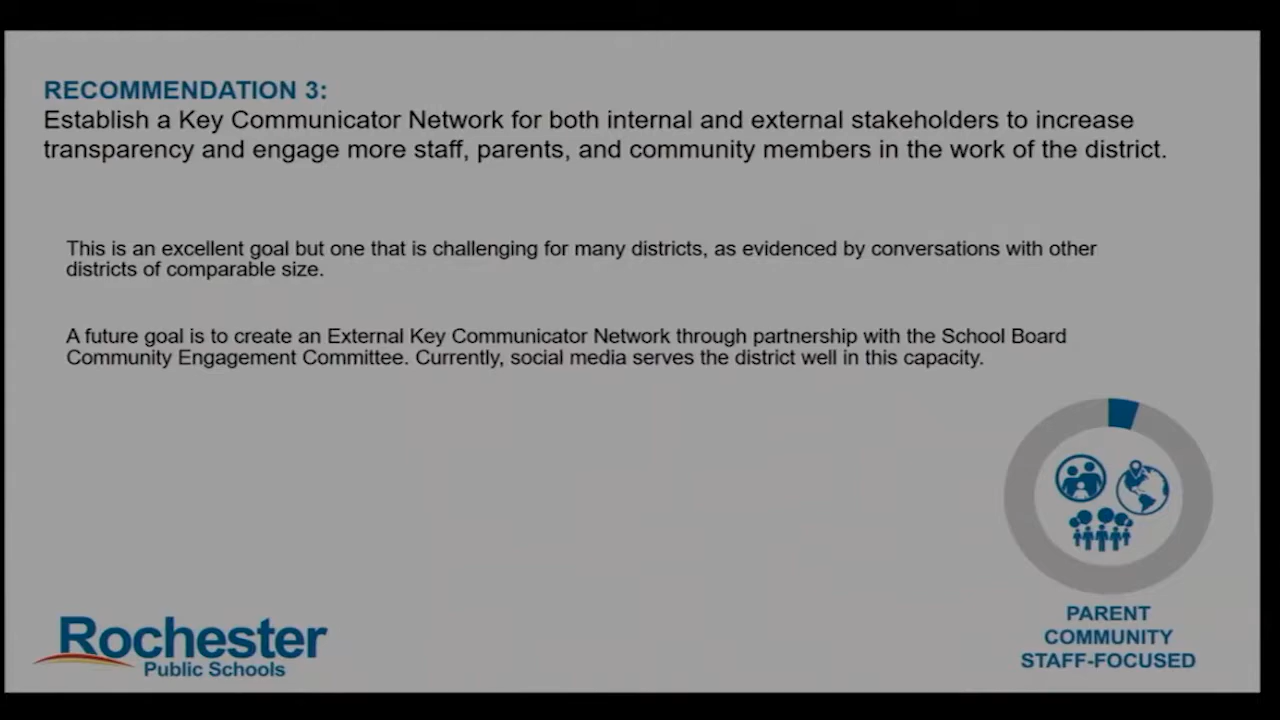 RECOMMENDATION 3:
Establish a Key Communicator Network for both internal and external stakeholders to increase
transparency and engage more staff, parents, and community members in the work of the district.
This is an excellent goal but one that is challenging for many districts, as evidenced by conversations with other
districts of comparable size.
A future goal is to create an External Key Communicator Network through partnership with the School Board
Community Engagement Committee. Currently, social media serves the district well in this capacity.
PARENT
COMMUNITY
STAFF-FOCUSED
Rochester
Public Schools